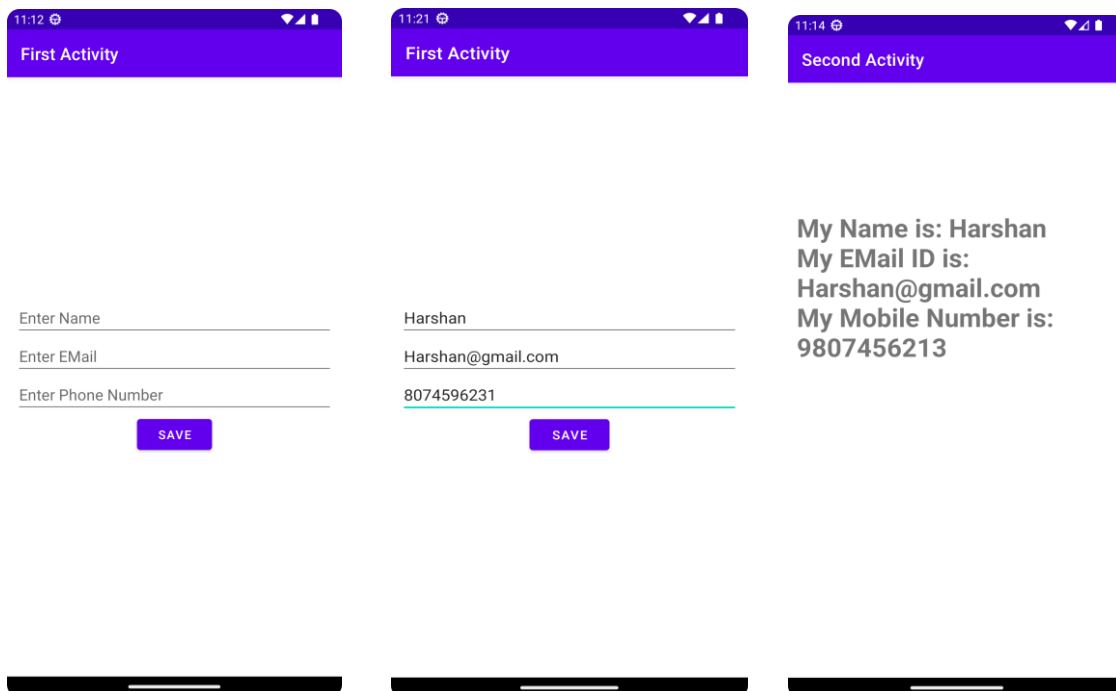 11:12
First Activity
Enter Name
Enter EMail
Enter Phone Number
SAVE
11:21
First Activity
Harshan
Harshan@gmail.com
8074596231
SAVE
11:14
Second Activity
My Name is: Harshan
My EMail ID is:
Harshan@gmail.com
My Mobile Number is:
9807456213